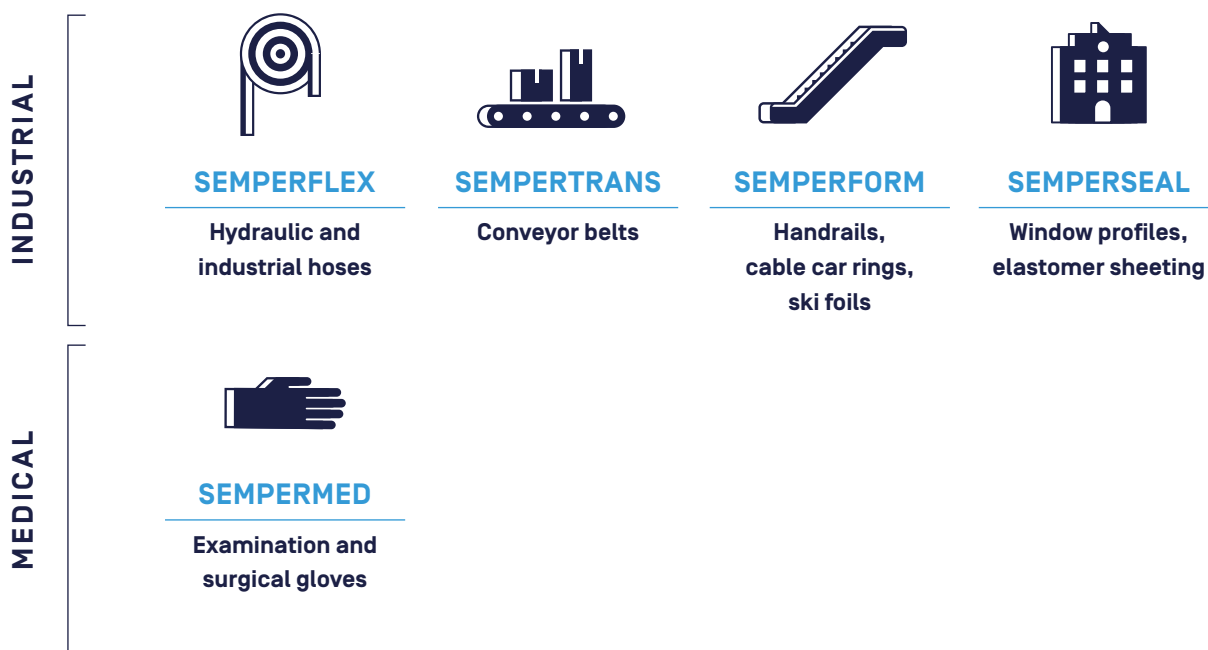 INDUSTRIAL
SEMPERFLEX
Hydraulic and
industrial hoses
SEMPERTRANS
Conveyor belts
SEMPERFORM
Handrails,
cable car rings,
ski foils
SEMPERSEAL
Window profiles,
elastomer sheeting
MEDICAL
SEMPERMED
Examination and
surgical gloves